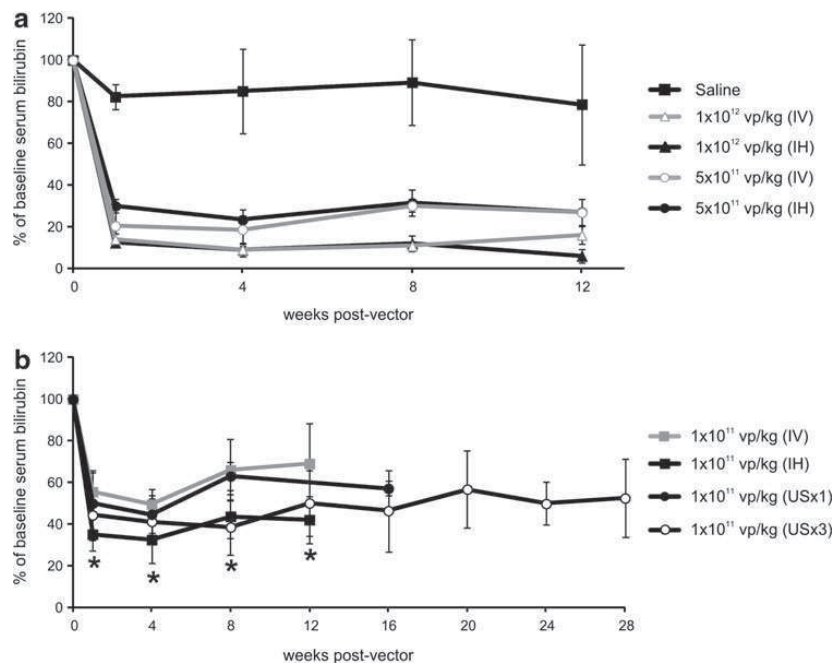 a
120
100
80
60
40
20
0
% of baseline serum bilirubin
0 4 8 12
weeks post-vector
Saline
1x10¹² vp/kg (IV)
1x10¹² vp/kg (IH)
5x10¹¹ vp/kg (IV)
5x10¹¹ vp/kg (IH)
b
120
100
80
60
40
20
0
% of baseline serum bilirubin
* * * *
0 4 8 12 16 20 24 28
weeks post-vector
1x10¹¹ vp/kg (IV)
1x10¹¹ vp/kg (IH)
1x10¹¹ vp/kg (USx1)
1x10¹¹ vp/kg (USx3)